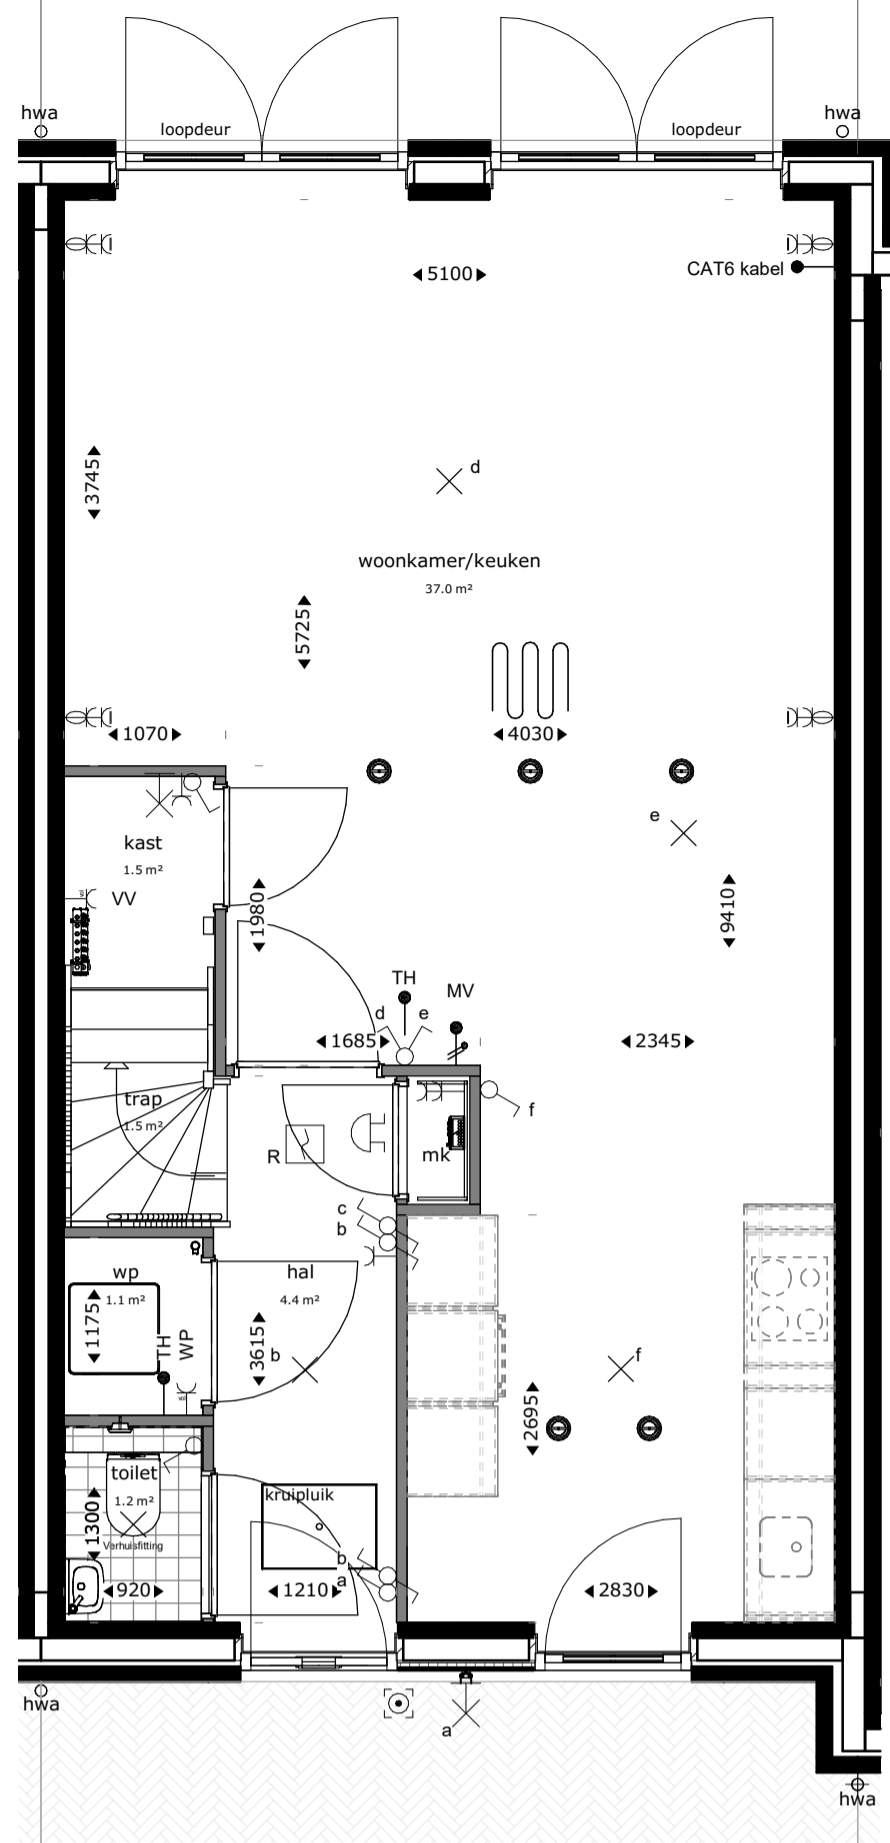 hwa
hwa
loopdeur
loopdeur
5100
CAT6 kabel
3745
d
woonkamer/keuken
37.0 m²
5725
1070
4030
e
kast
1.5 m²
VV
1980
9410
TH
MV
d
e
1685
2345
trap
1.5 m²
f
R
mk
c
b
wp
1.1 m²
hal
4.4 m²
1175
TH
WP
3615
b
f
2695
toilet
1.2 m²
kruipluik
1300
Verhuisfitting
b
a
920
1210
2830
hwa
a
hwa